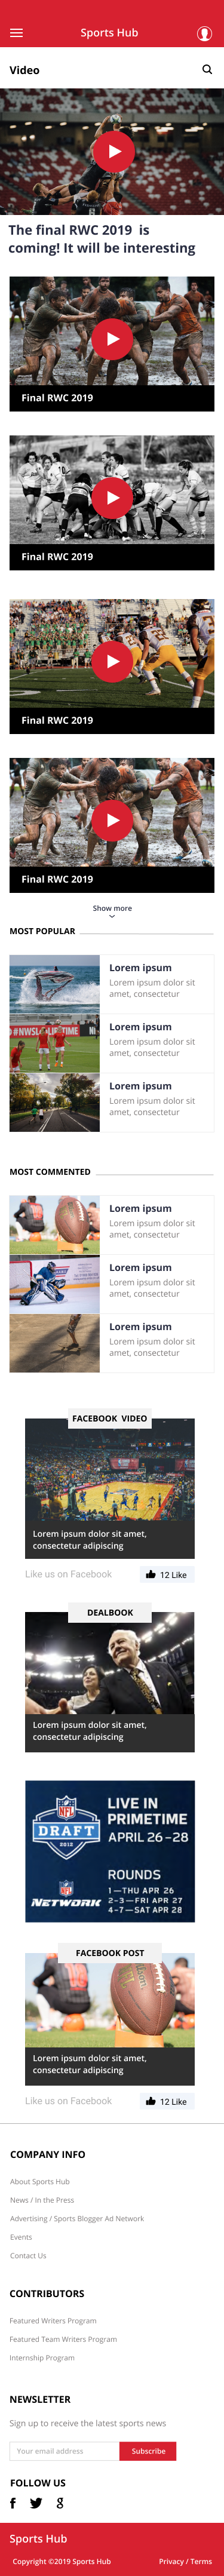 Sports Hub
Video
The final RWC 2019 is
coming! It will be interesting
Final RWC 2019
Final RWC 2019
Final RWC 2019
Final RWC 2019
Show more
MOST POPULAR
Lorem ipsum
Lorem ipsum dolor sit
amet, consectetur
#NWSL
TIME
Lorem ipsum
Lorem ipsum dolor sit
amet, consectetur
Lorem ipsum
Lorem ipsum dolor sit
amet, consectetur
MOST COMMENTED
Lorem ipsum
Lorem ipsum dolor sit
amet, consectetur
Lorem ipsum
Lorem ipsum dolor sit
amet, consectetur
Lorem ipsum
Lorem ipsum dolor sit
amet, consectetur
FACEBOOK VIDEO
Lorem ipsum dolor sit amet,
consectetur adipiscing
Like us on Facebook
12 Like
DEALBOOK
Lorem ipsum dolor sit amet,
consectetur adipiscing
NFL
DRAFT
2012
NFL
NETWORK
LIVE IN
PRIMETIME
APRIL 26-28
ROUNDS
1—THU APR 26
2-3—FRI APR 27
4-7—SAT APR 28
FACEBOOK POST
Lorem ipsum dolor sit amet,
consectetur adipiscing
Like us on Facebook
12 Like
COMPANY INFO
About Sports Hub
News / In the Press
Advertising / Sports Blogger Ad Network
Events
Contact Us
CONTRIBUTORS
Featured Writers Program
Featured Team Writers Program
Internship Program
NEWSLETTER
Sign up to receive the latest sports news
Your email address
Subscribe
FOLLOW US
Sports Hub
Copyright ©2019 Sports Hub
Privacy / Terms